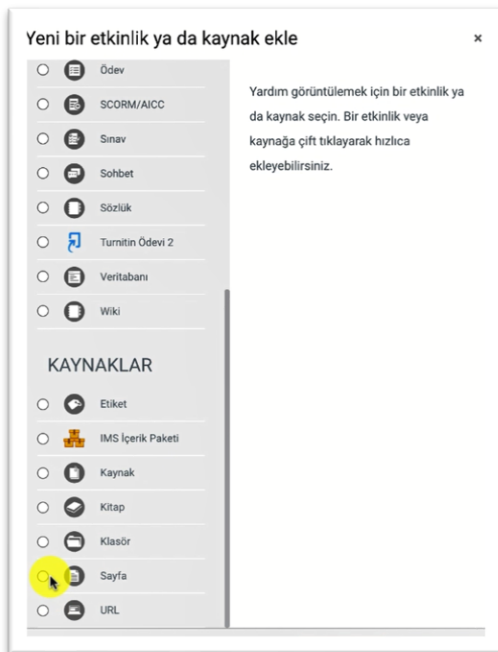 Yeni bir etkinlik ya da kaynak ekle
×
Ödev
SCORM/AICC
Sınav
Sohbet
Sözlük
Turnitin Ödevi 2
Veritabanı
Wiki
KAYNAKLAR
Etiket
IMS İçerik Paketi
Kaynak
Kitap
Klasör
Sayfa
URL
Yardım görüntülemek için bir etkinlik ya
da kaynak seçin. Bir etkinlik veya
kaynağa çift tıklayarak hızlıca
ekleyebilirsiniz.